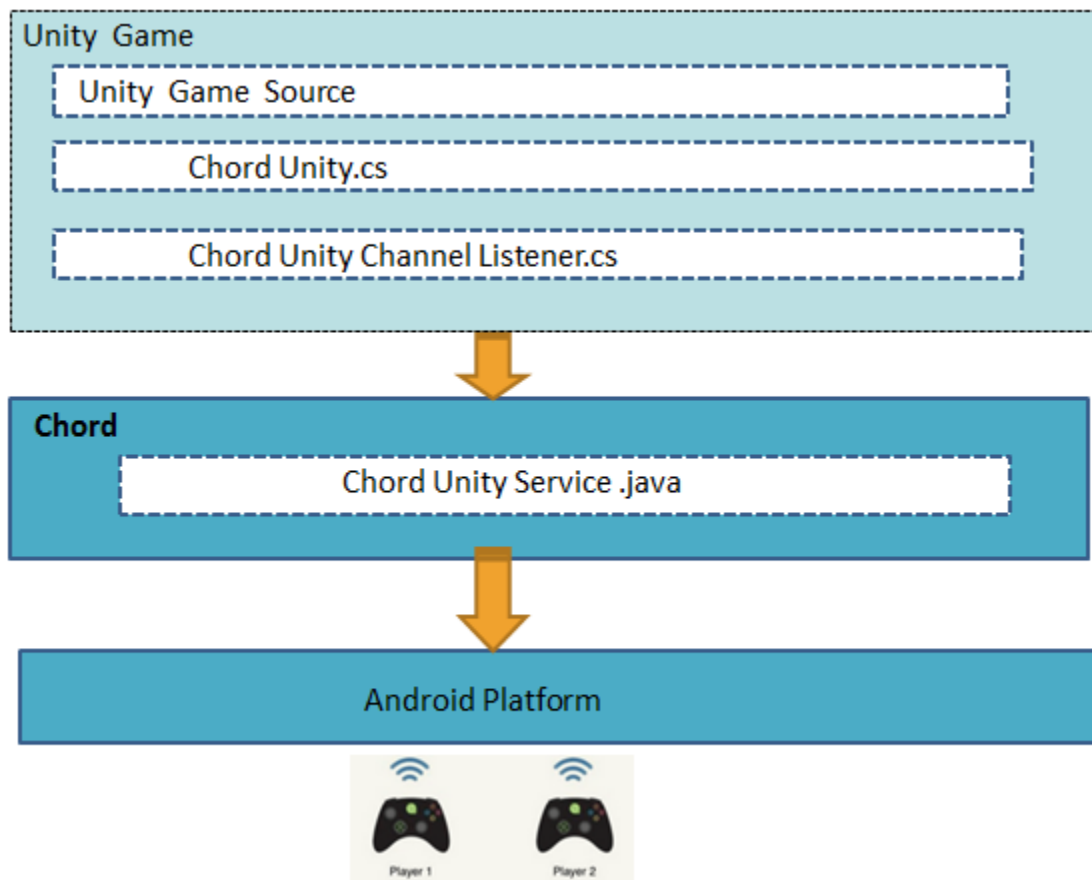 Unity Game
Unity Game Source
Chord Unity.cs
Chord Unity Channel Listener.cs
Chord
Chord Unity Service .java
Android Platform
Player 1 Player 2